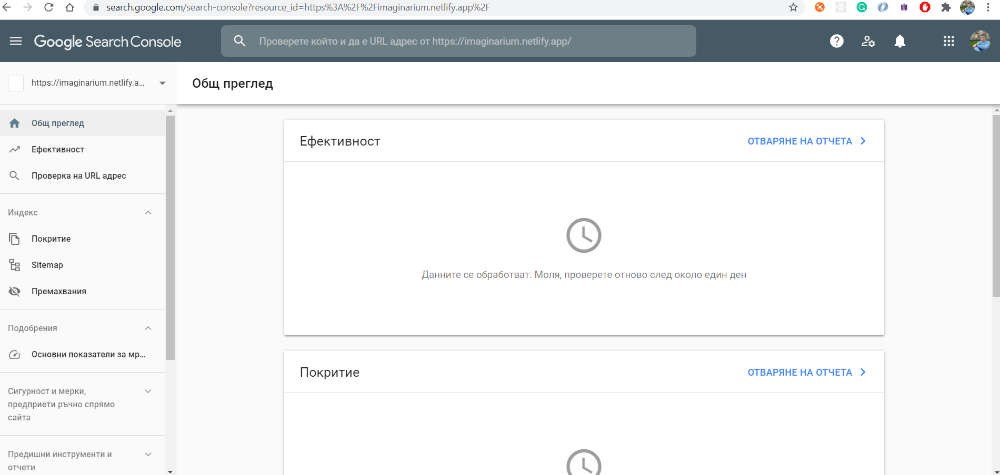 search.google.com/search-console?resource_id=https%3A%2F%2Fimaginarium.netlify.app%2F
Google Search Console
Проверете който и да е URL адрес от https://imaginarium.netlify.app/
https://imaginarium.netlify.a...
Общ преглед
Общ преглед
Ефективност
Проверка на URL адрес
Индекс
Покритие
Sitemap
Премахвания
Подобрения
Основни показатели за мр...
Сигурност и мерки,
предприети ръчно спрямо
сайта
Предишни инструменти и
отчети
Ефективност
ОТВАРЯНЕ НА ОТЧЕТА
Данните се обработват. Моля, проверете отново след около един ден
Покритие
ОТВАРЯНЕ НА ОТЧЕТА